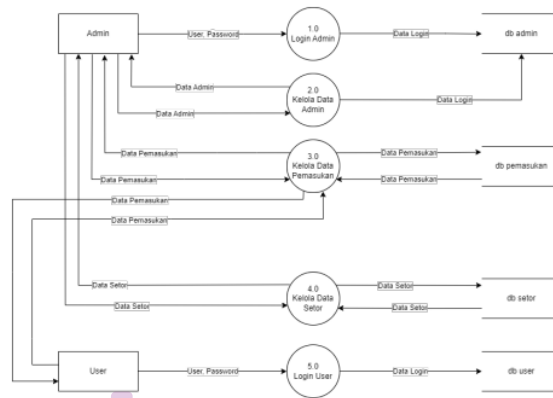 Admin
User, Password
1.0
Login Admin
Data Login
db admin
Data Admin
2.0
Kelola Data
Admin
Data Login
Data Admin
Data Pemasukan
3.0
Kelola Data
Pemasukan
Data Pemasukan
db pemasukan
Data Pemasukan
Data Pemasukan
Data Pemasukan
Data Pemasukan
Data Setor
4.0
Kelola Data
Setor
Data Setor
db setor
Data Setor
Data Setor
User
User, Password
5.0
Login User
Data Login
db user